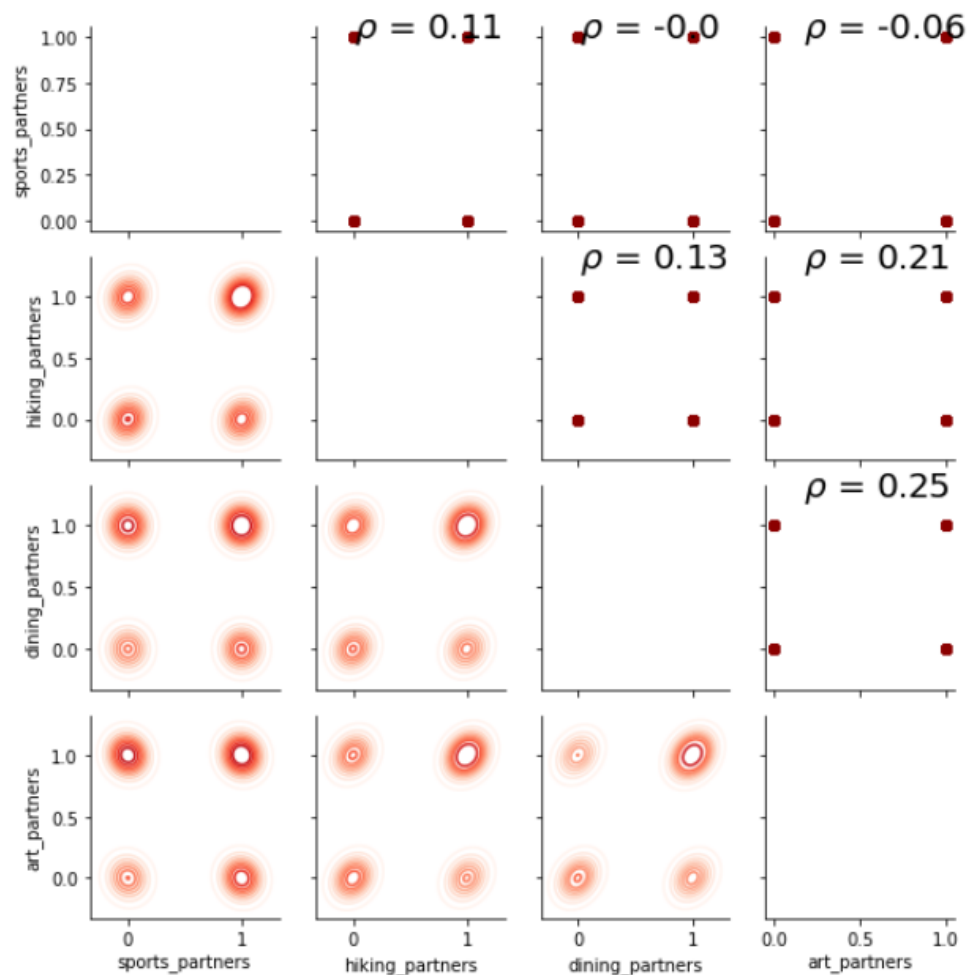 ρ = 0.11
ρ = -0.0
ρ = -0.06
1.00
0.75
0.50
0.25
0.00
sports_partners
ρ = 0.13
ρ = 0.21
1.0
0.5
0.0
hiking_partners
ρ = 0.25
1.0
0.5
0.0
dining_partners
1.0
0.5
0.0
art_partners
0 1 0 1 0 1 0.0 0.5 1.0
sports_partners hiking_partners dining_partners art_partners